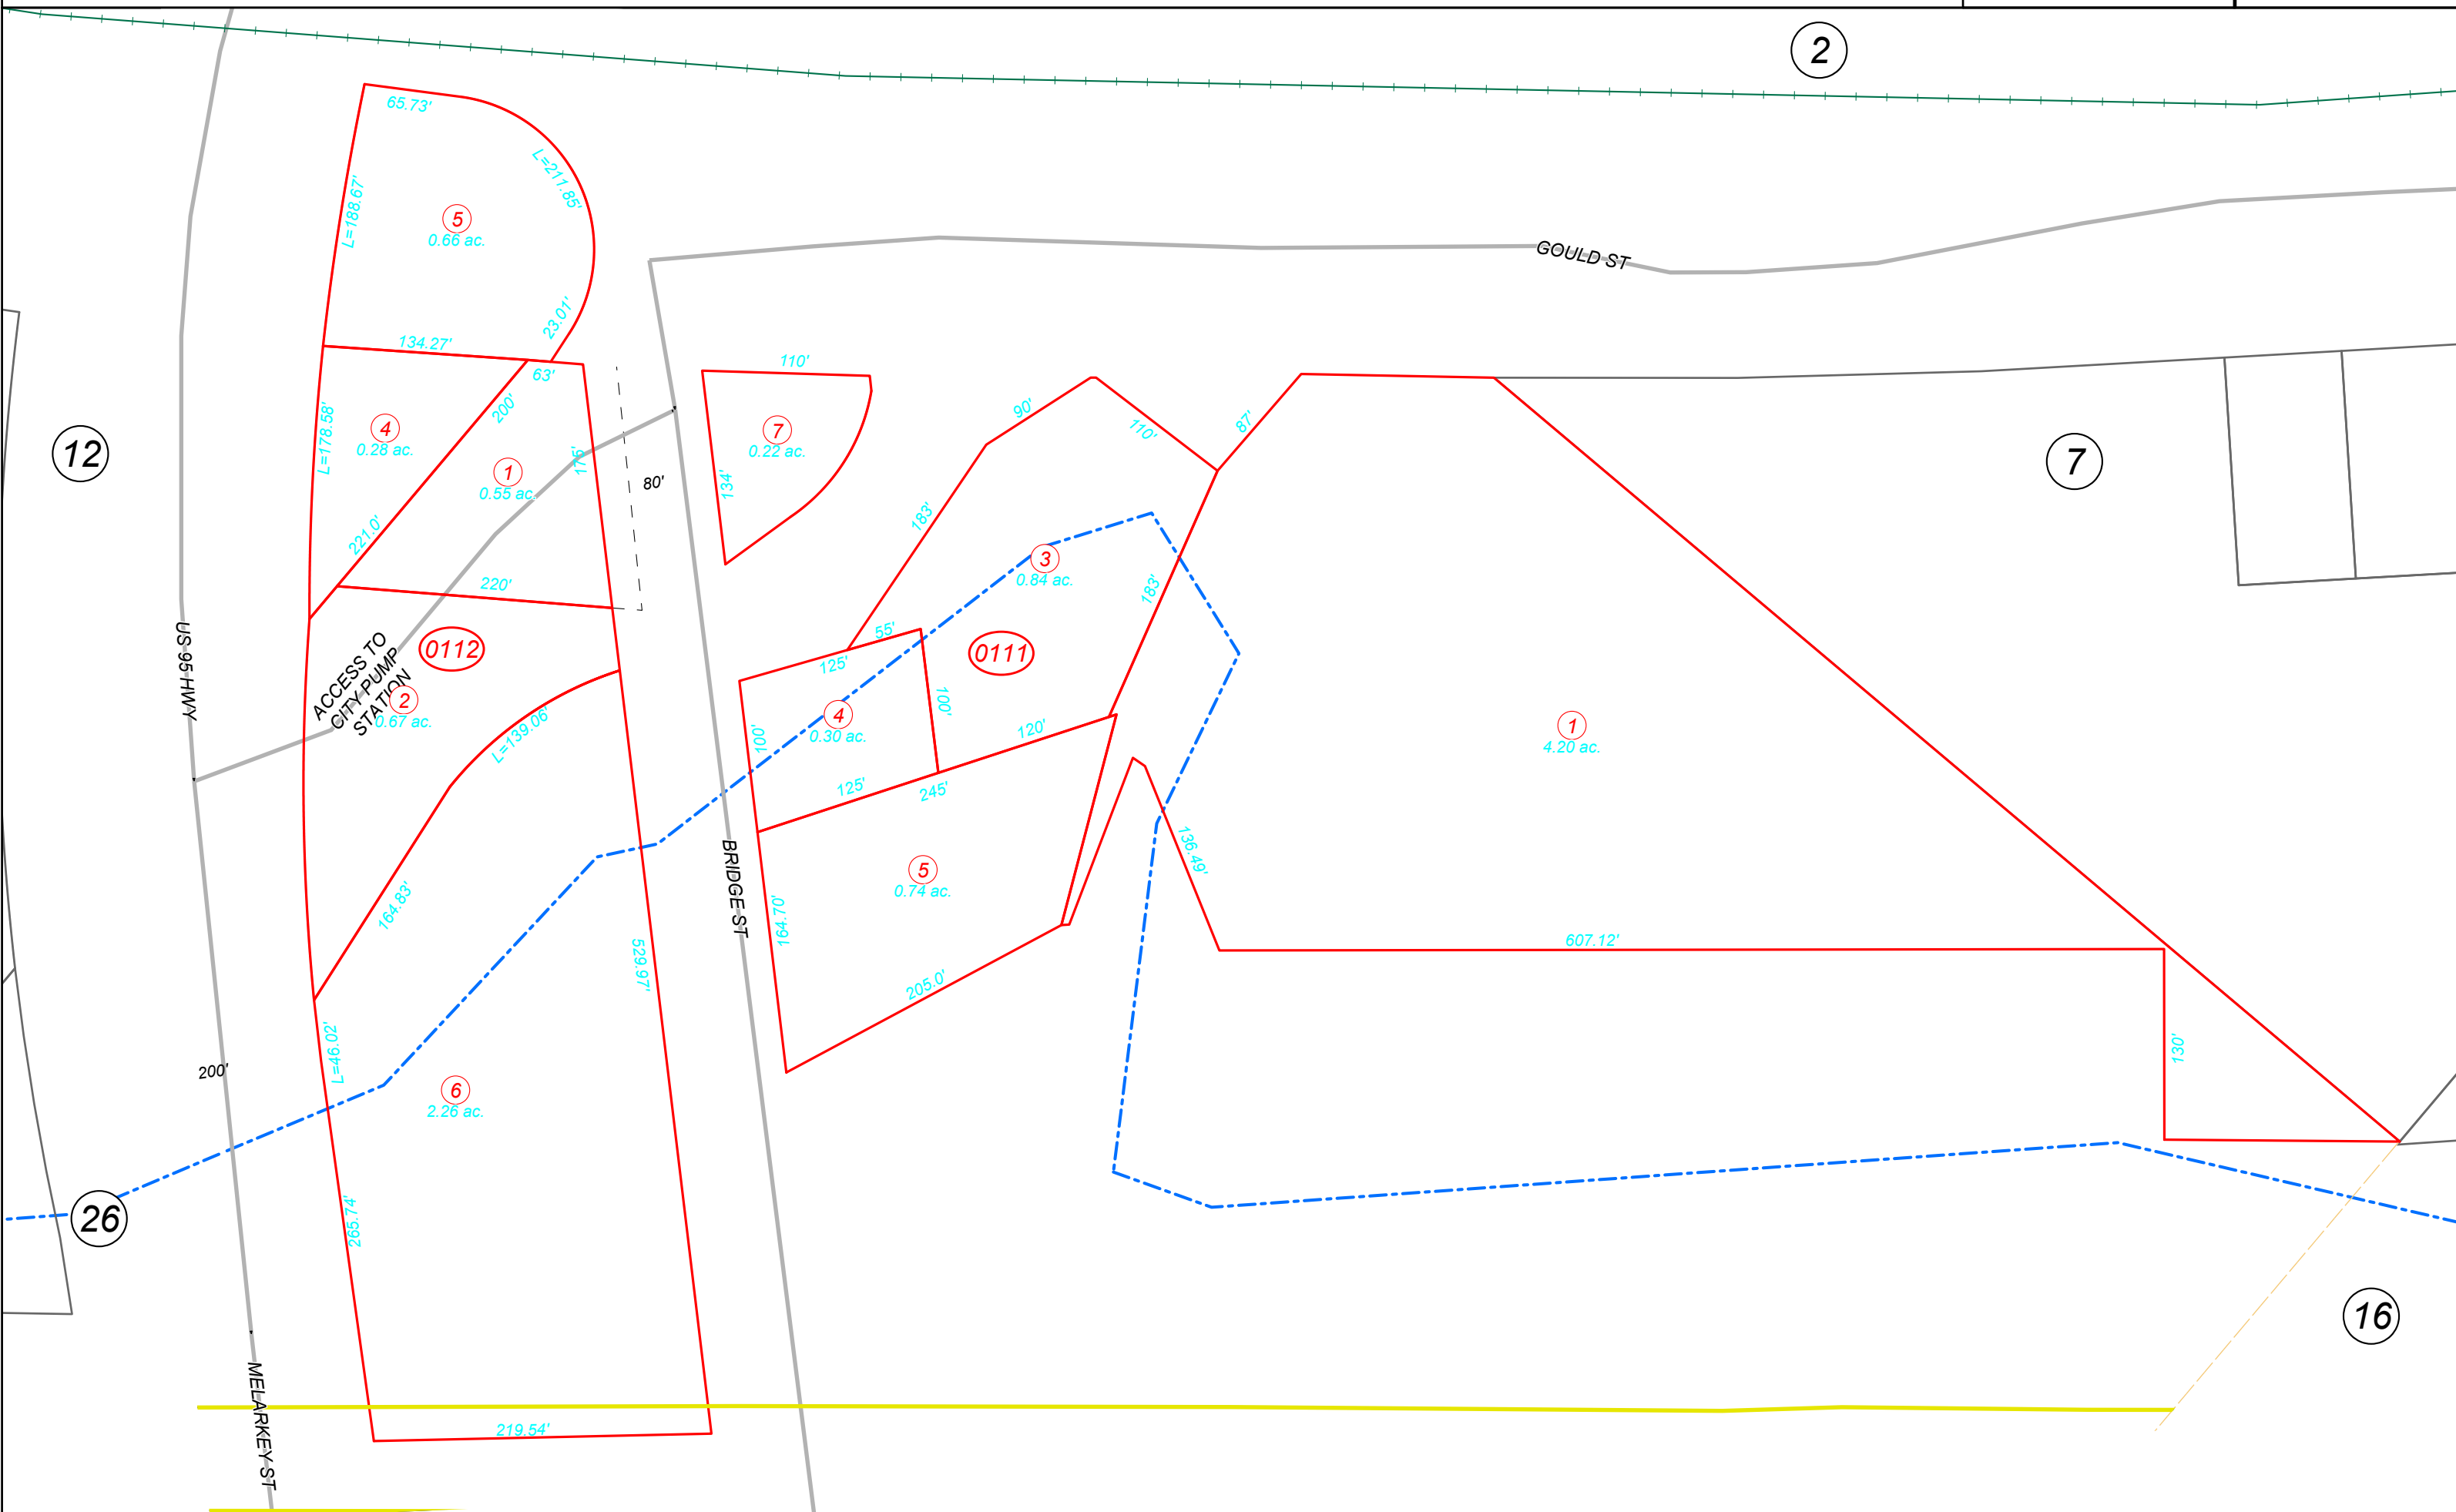 2
65.73'
L=211.85'
L=188.67'
5
0.66 ac.
23.01'
GOULD ST
134.27'
63'
110'
87'
90'
110'
200'
L=178.58'
4
0.28 ac.
7
0.22 ac.
12
175'
1
0.55 ac.
80'
134'
7
183'
221.0'
3
0.84 ac.
220'
183'
US 95 HWY
ACCESS TO
CITY PUMP
STATION
0112
55'
125'
0111
2
0.67 ac.
100'
100'
4
0.30 ac.
L=139.06'
120'
1
4.20 ac.
125'
245'
136.49'
BRIDGE ST
5
0.74 ac.
164.83'
164.70'
529.97'
607.12'
205.0'
L=46.02'
130'
200'
6
2.26 ac.
265.74'
26
16
MELARKEY ST
219.54'